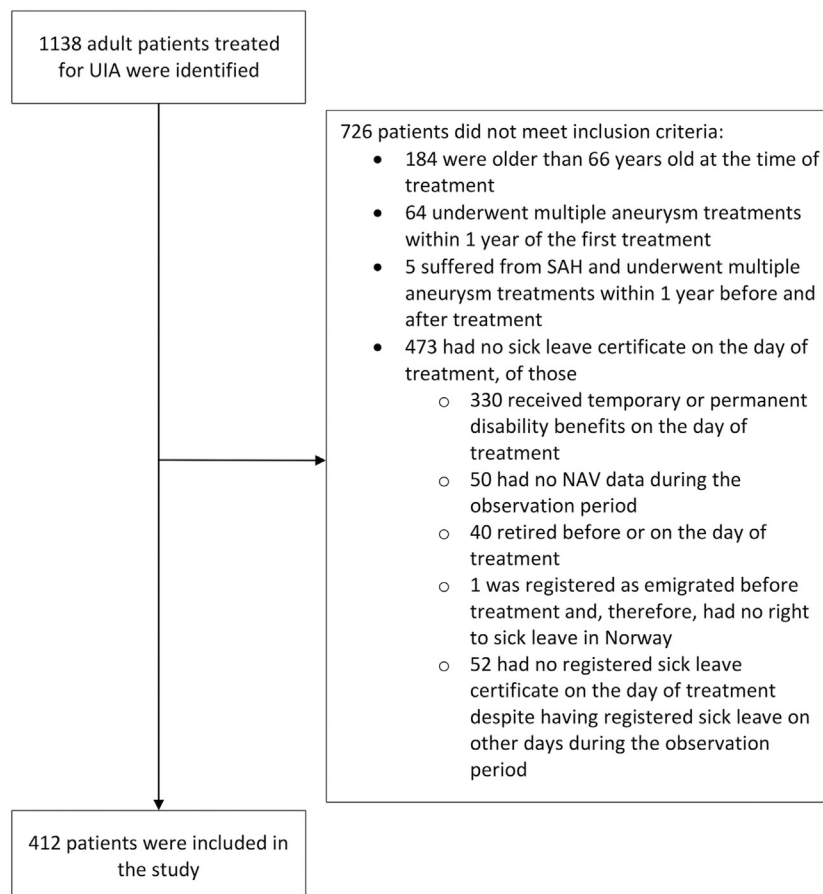 1138 adult patients treated
for UIA were identified
726 patients did not meet inclusion criteria:
• 184 were older than 66 years old at the time of
treatment
• 64 underwent multiple aneurysm treatments
within 1 year of the first treatment
• 5 suffered from SAH and underwent multiple
aneurysm treatments within 1 year before and
after treatment
• 473 had no sick leave certificate on the day of
treatment, of those
o 330 received temporary or permanent
disability benefits on the day of
treatment
o 50 had no NAV data during the
observation period
o 40 retired before or on the day of
treatment
o 1 was registered as emigrated before
treatment and, therefore, had no right
to sick leave in Norway
o 52 had no registered sick leave
certificate on the day of treatment
despite having registered sick leave on
other days during the observation
period
412 patients were included in
the study